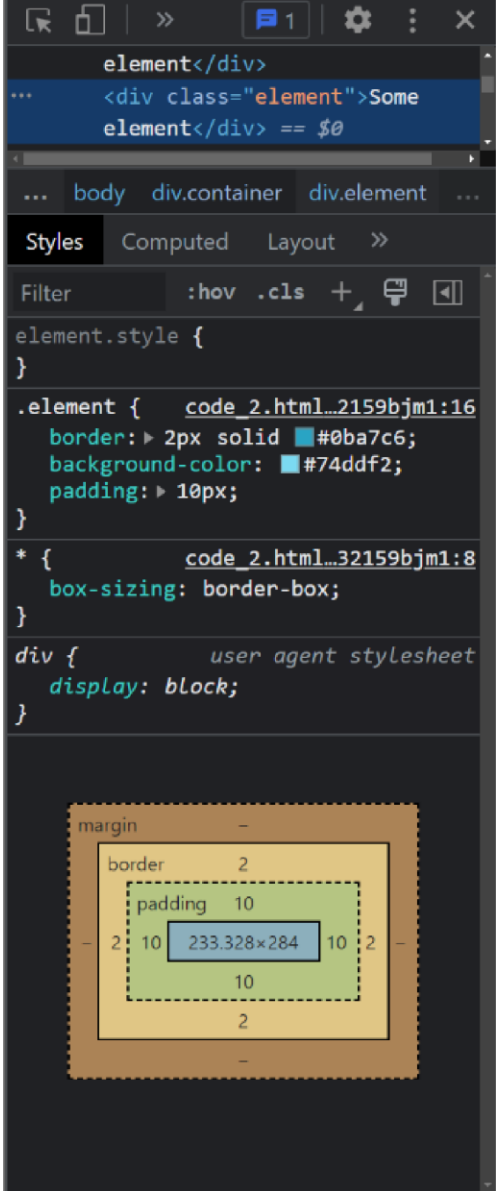 1
element</div>
<div class="element">Some
element</div> == $0
... body div.container div.element ...
Styles Computed Layout
Filter :hov .cls
element.style {
}
.element { code_2.html…2159bjm1:16
border: 2px solid #0ba7c6;
background-color: #74ddf2;
padding: 10px;
}
* { code_2.html…32159bjm1:8
box-sizing: border-box;
}
div { user agent stylesheet
display: block;
}
margin –
border 2
padding 10
– 2 10 233.328×284 10 2 –
10
2
–